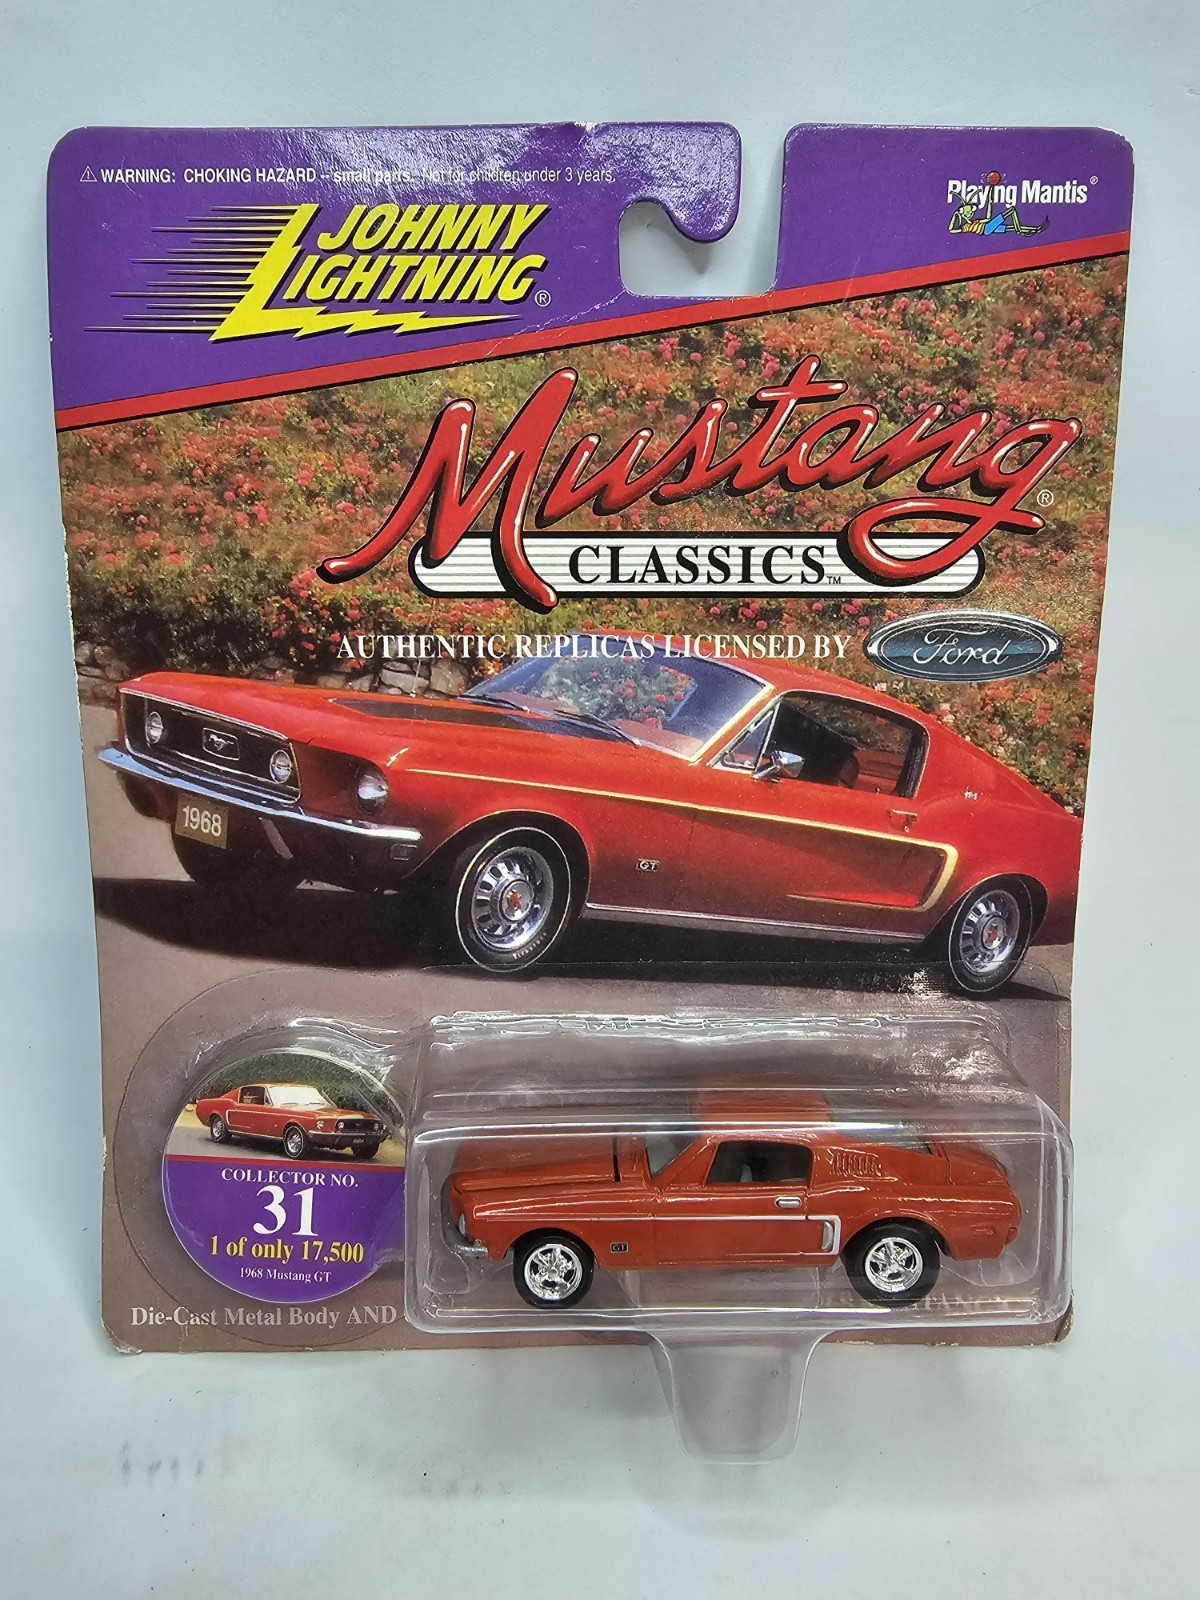 ⚠ WARNING: CHOKING HAZARD -- small parts. Not for children under 3 years.
JOHNNY
LIGHTNING®
Playing Mantis®
Mustang®
CLASSICS™
AUTHENTIC REPLICAS LICENSED BY
Ford
1968
GT
COLLECTOR NO.
31
1 of only 17,500
1968 Mustang GT
GT
Die-Cast Metal Body AND